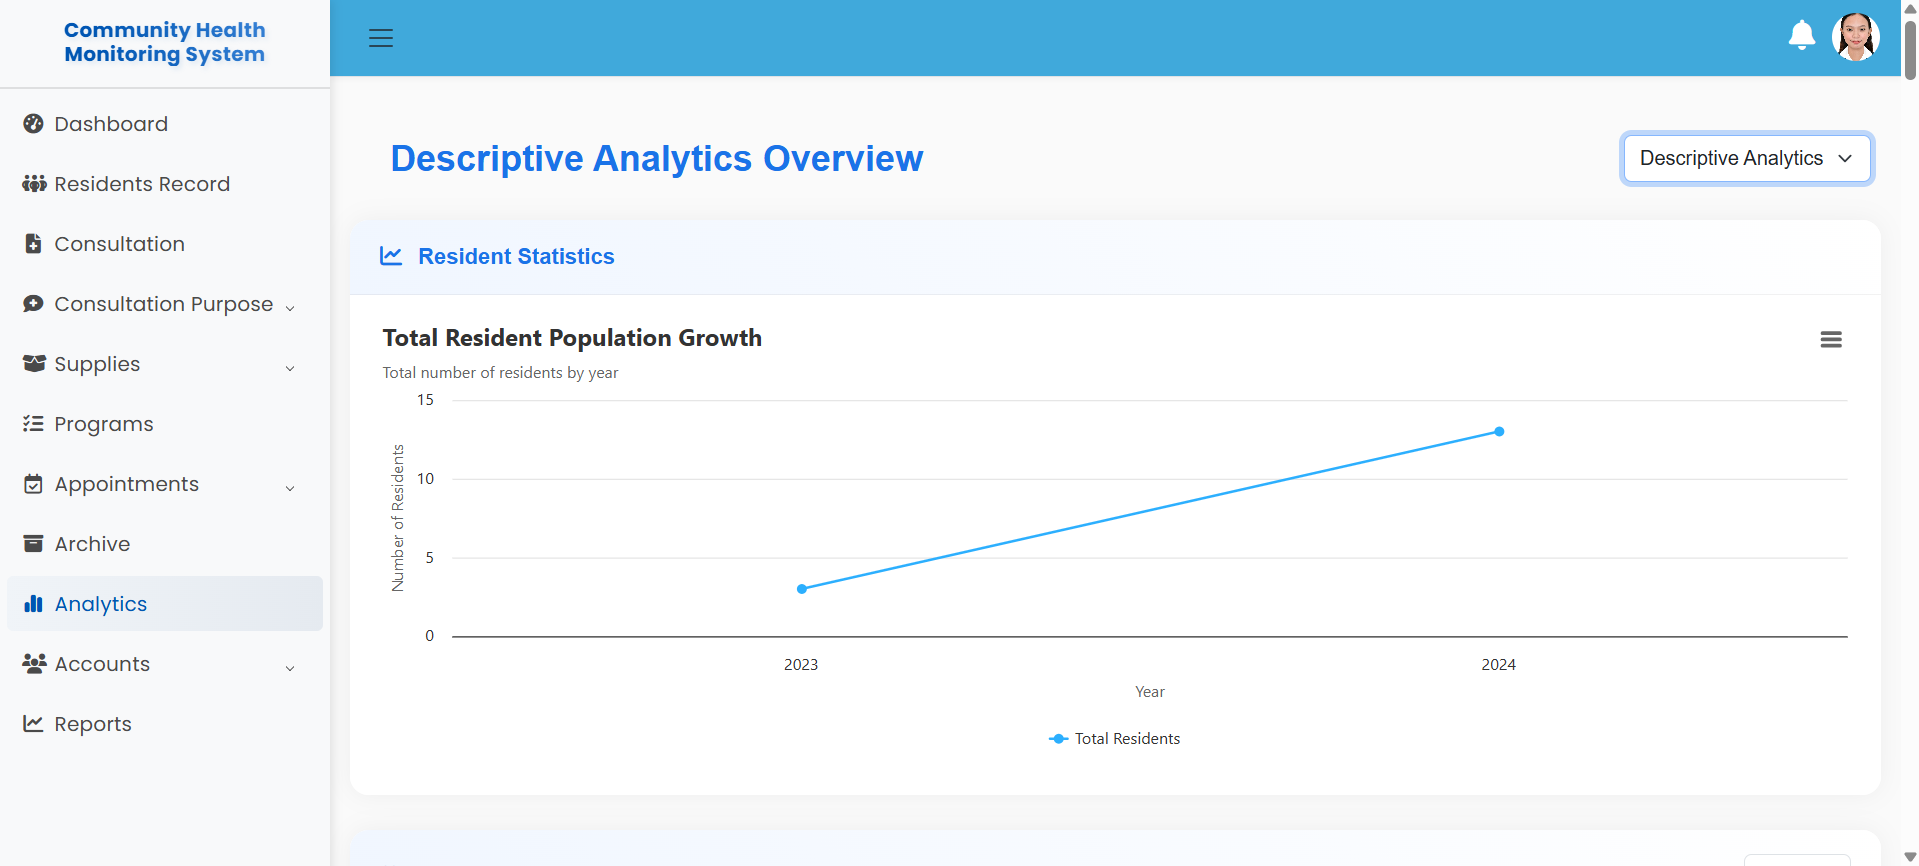 Community Health
Monitoring System
Dashboard
Residents Record
Consultation
Consultation Purpose
Supplies
Programs
Appointments
Archive
Analytics
Accounts
Reports
Descriptive Analytics Overview
Descriptive Analytics
Resident Statistics
Total Resident Population Growth
Total number of residents by year
Number of Residents
15
10
5
0
2023
2024
Year
Total Residents